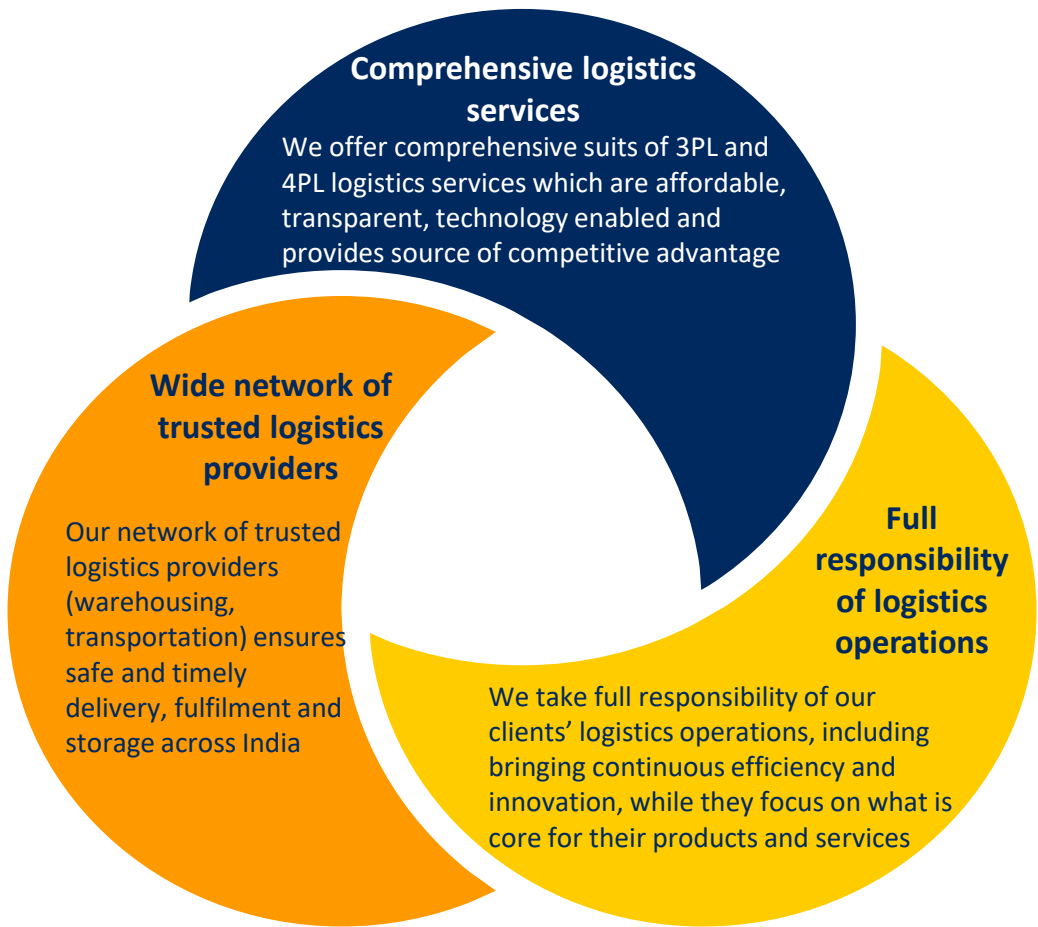 Comprehensive logistics
services
We offer comprehensive suits of 3PL and
4PL logistics services which are affordable,
transparent, technology enabled and
provides source of competitive advantage
Wide network of
trusted logistics
providers
Our network of trusted
logistics providers
(warehousing,
transportation) ensures
safe and timely
delivery, fulfilment and
storage across India
Full
responsibility
of logistics
operations
We take full responsibility of our
clients’ logistics operations, including
bringing continuous efficiency and
innovation, while they focus on what is
core for their products and services